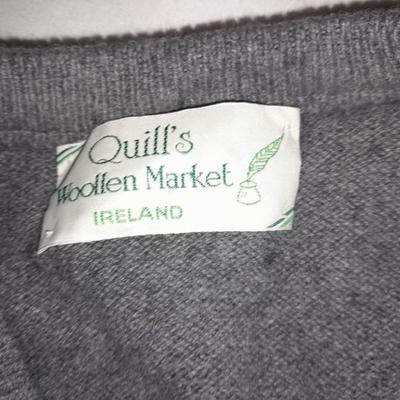 Quill's
Woollen Market
IRELAND